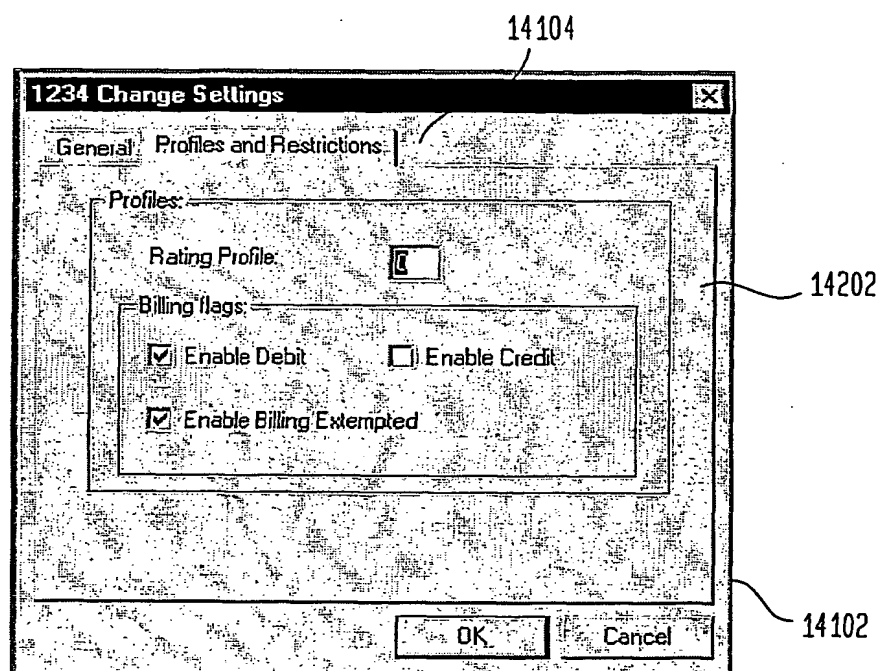 14104
1234 Change Settings
General Profiles and Restrictions
Profiles:
Rating Profile:
14202
Billing flags:
Enable Debit Enable Credit
Enable Billing Extempted
14102
OK Cancel